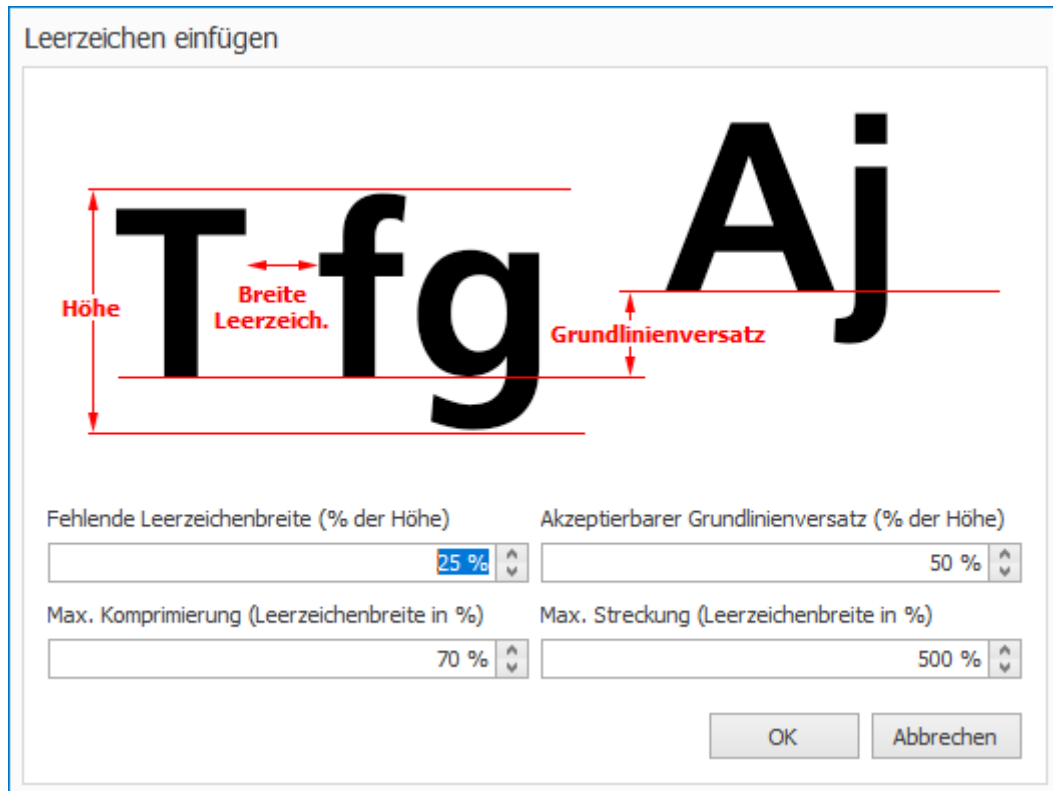 Leerzeichen einfügen
T fg Aj
Höhe
Breite
Leerzeich.
Grundlinienversatz
Fehlende Leerzeichenbreite (% der Höhe)
Akzeptierbarer Grundlinienversatz (% der Höhe)
25 %
50 %
Max. Komprimierung (Leerzeichenbreite in %)
Max. Streckung (Leerzeichenbreite in %)
70 %
500 %
OK
Abbrechen